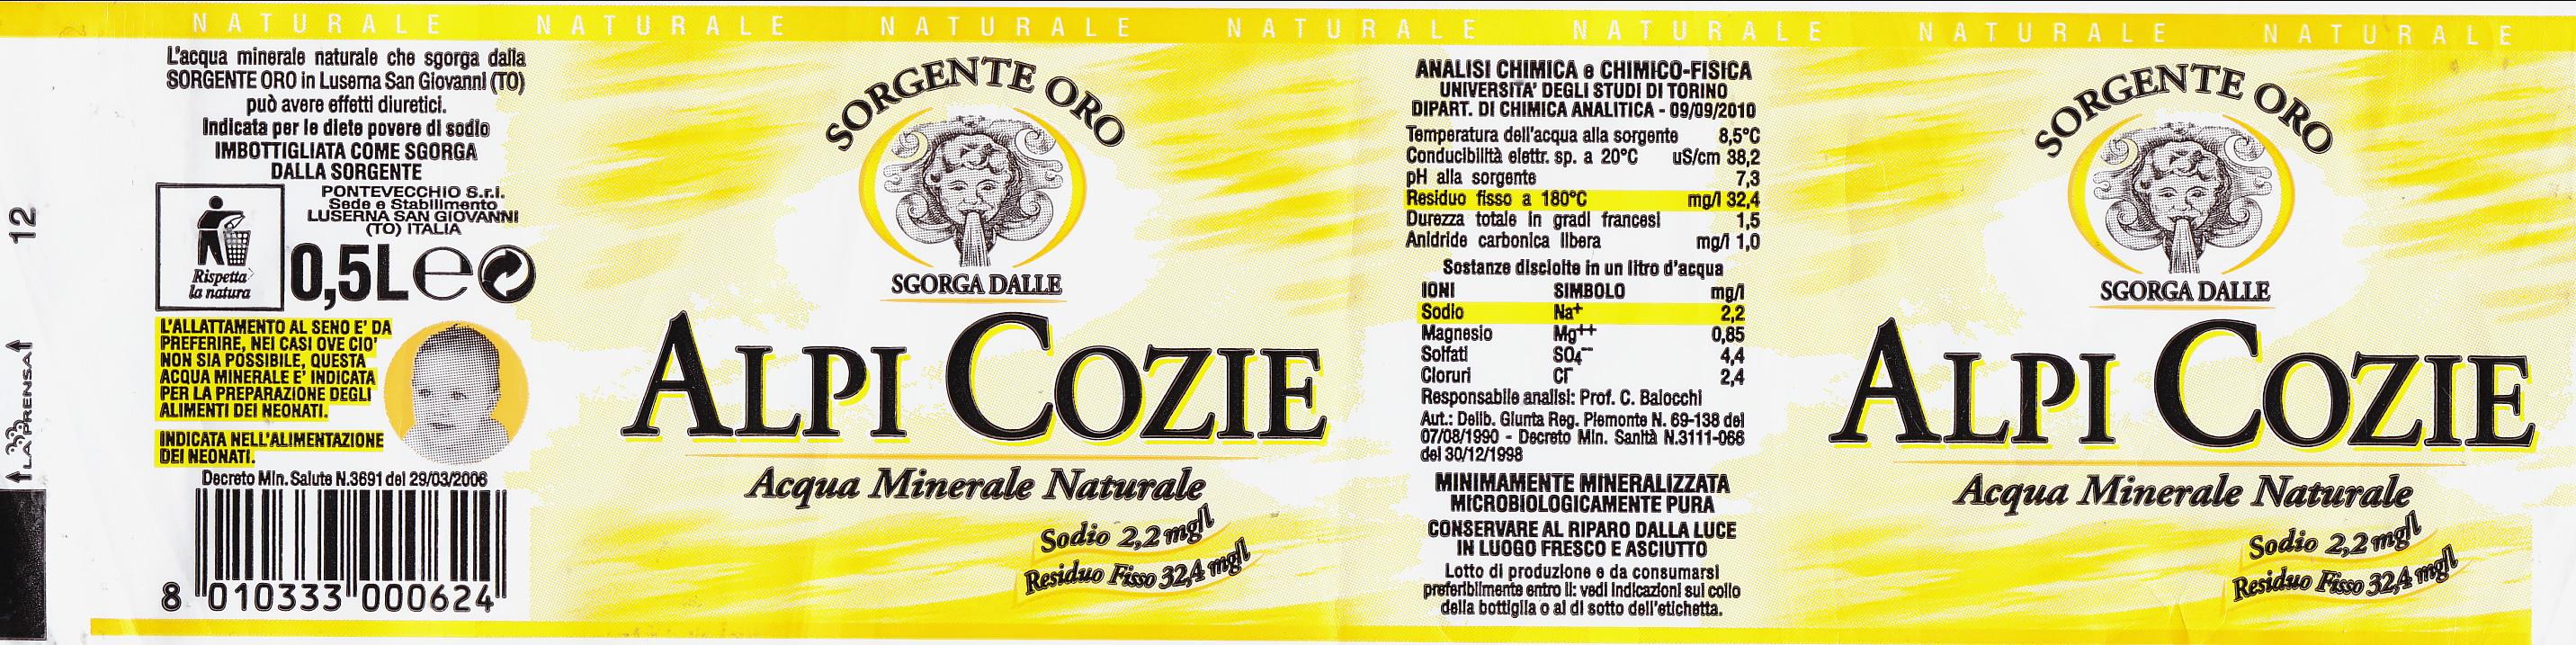 NATURALE NATURALE NATURALE NATURALE NATURALE NATURALE NATURALE
12
LA PRENSA
L'acqua minerale naturale che sgorga dalla
SORGENTE ORO in Luserna San Giovanni (TO)
può avere effetti diuretici.
Indicata per le diete povere di sodio
IMBOTTIGLIATA COME SGORGA
DALLA SORGENTE
Rispetta
la natura
PONTEVECCHIO S.r.l.
Sede e Stabilimento
LUSERNA SAN GIOVANNI
(TO) ITALIA
0,5L e
L'ALLATTAMENTO AL SENO E' DA
PREFERIRE, NEI CASI OVE CIO'
NON SIA POSSIBILE, QUESTA
ACQUA MINERALE E' INDICATA
PER LA PREPARAZIONE DEGLI
ALIMENTI DEI NEONATI.
INDICATA NELL'ALIMENTAZIONE
DEI NEONATI.
Decreto Min. Salute N.3691 del 29/03/2006
8 010333 000624
SORGENTE ORO
SGORGA DALLE
ALPI COZIE
Acqua Minerale Naturale
Sodio 2,2 mg/l
Residuo Fisso 32,4 mg/l
ANALISI CHIMICA e CHIMICO-FISICA
UNIVERSITA' DEGLI STUDI DI TORINO
DIPART. DI CHIMICA ANALITICA - 09/09/2010
Temperatura dell'acqua alla sorgente 8,5°C
Conducibilità elettr. sp. a 20°C uS/cm 38,2
pH alla sorgente 7,3
Residuo fisso a 180°C mg/l 32,4
Durezza totale in gradi francesi 1,5
Anidride carbonica libera mg/l 1,0
Sostanze disciolte in un litro d'acqua
IONI SIMBOLO mg/l
Sodio Na+ 2,2
Magnesio Mg++ 0,85
Solfati SO4-- 4,4
Cloruri Cl- 2,4
Responsabile analisi: Prof. C. Baiocchi
Aut.: Delib. Giunta Reg. Piemonte N. 69-138 del
07/08/1990 - Decreto Min. Sanità N.3111-066
del 30/12/1998
MINIMAMENTE MINERALIZZATA
MICROBIOLOGICAMENTE PURA
CONSERVARE AL RIPARO DALLA LUCE
IN LUOGO FRESCO E ASCIUTTO
Lotto di produzione e da consumarsi
preferibilmente entro il: vedi indicazioni sul collo
della bottiglia o al di sotto dell'etichetta.
SORGENTE ORO
SGORGA DALLE
ALPI COZIE
Acqua Minerale Naturale
Sodio 2,2 mg/l
Residuo Fisso 32,4 mg/l